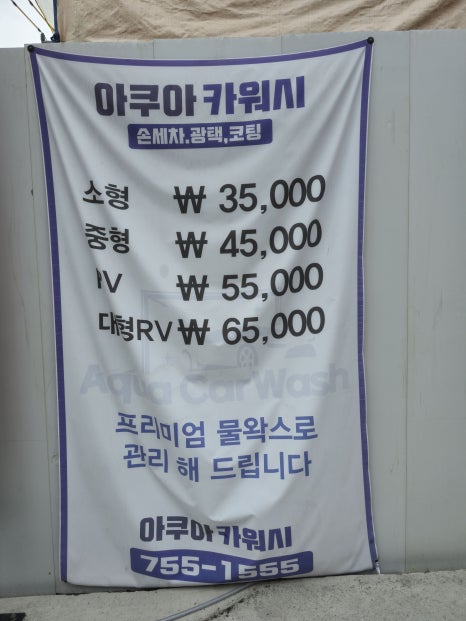 아쿠아 카워시
손세차.광택,코팅
소형 ₩ 35,000
중형 ₩ 45,000
RV ₩ 55,000
대형RV ₩ 65,000
Aqua Car Wash
프리미엄 물왁스로
관리 해 드립니다
아쿠아 카워시
755-1555